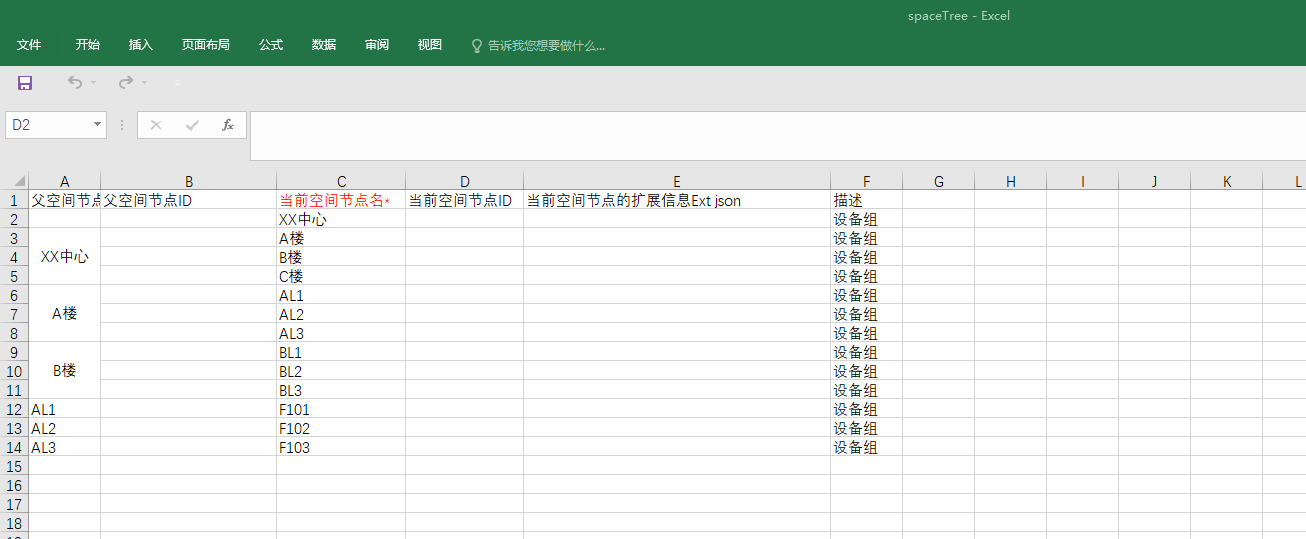 spaceTree - Excel
文件 开始 插入 页面布局 公式 数据 审阅 视图 告诉我您想要做什么...
D2 fx
A B C D E F G H I J K L
1 父空间节点 父空间节点ID 当前空间节点名* 当前空间节点ID 当前空间节点的扩展信息Ext json 描述
2 XX中心 设备组
3 A楼 设备组
4 XX中心 B楼 设备组
5 C楼 设备组
6 AL1 设备组
7 A楼 AL2 设备组
8 AL3 设备组
9 BL1 设备组
10 B楼 BL2 设备组
11 BL3 设备组
12 AL1 F101 设备组
13 AL2 F102 设备组
14 AL3 F103 设备组
15
16
17
18